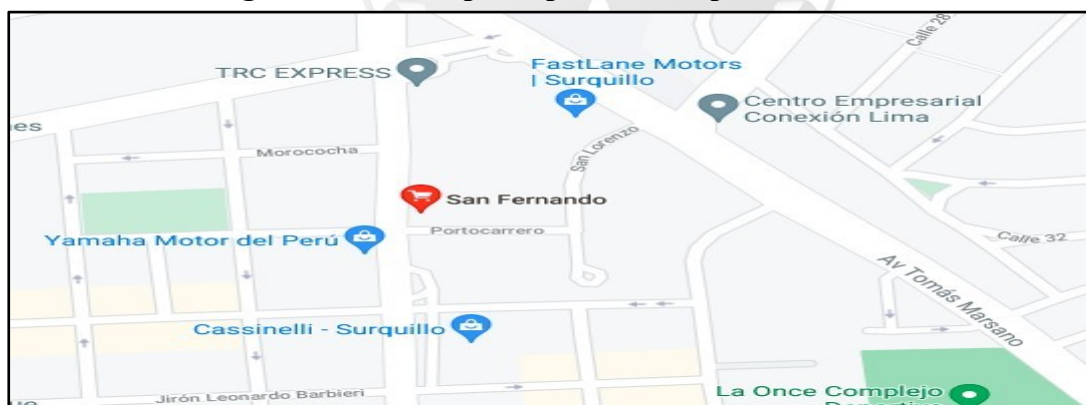 Calle 28
TRC EXPRESS
FastLane Motors
| Surquillo
Centro Empresarial
Conexión Lima
nes
Morococha
San Lorenzo
San Fernando
Portocarrero
Yamaha Motor del Perú
Calle 32
Av Tomás Marsano
Cassinelli - Surquillo
Jirón Leonardo Barbieri
La Once Complejo